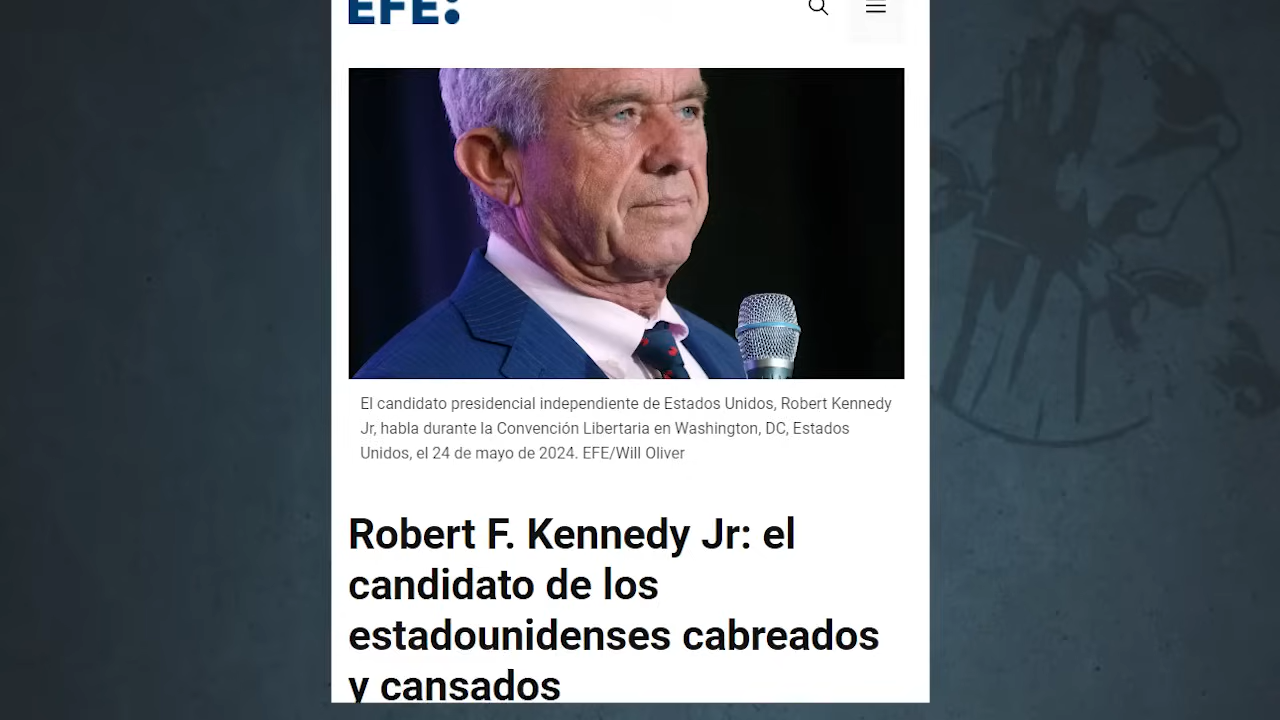 EFE:
El candidato presidencial independiente de Estados Unidos, Robert Kennedy
Jr, habla durante la Convención Libertaria en Washington, DC, Estados
Unidos, el 24 de mayo de 2024. EFE/Will Oliver
Robert F. Kennedy Jr: el
candidato de los
estadounidenses cabreados
y cansados